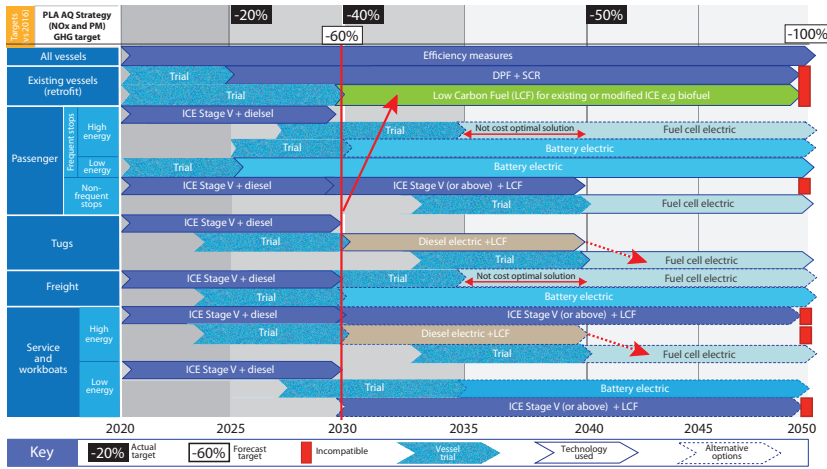 Targets
(vs2016)
PLA AQ Strategy
(NOx and PM)
GHG target
-20%
-40%
-50%
-60%
-100%
All vessels
Efficiency measures
Existing vessels
(retrofit)
Trial
DPF + SCR
Trial
Low Carbon Fuel (LCF) for existing or modified ICE e.g biofuel
Passenger
Frequent stops
High
energy
ICE Stage V + dielsel
Trial
Not cost optimal solution
Fuel cell electric
Trial
Battery electric
Low
energy
Trial
Battery electric
Non-
frequent
stops
ICE Stage V + diesel
ICE Stage V (or above) + LCF
Trial
Fuel cell electric
Tugs
ICE Stage V + diesel
Trial
Diesel electric +LCF
Trial
Fuel cell electric
Freight
ICE Stage V + diesel
Trial
Not cost optimal solution
Fuel cell electric
Trial
Battery electric
Service
and
workboats
High
energy
ICE Stage V + diesel
ICE Stage V (or above) + LCF
Trial
Diesel electric +LCF
Trial
Fuel cell electric
Low
energy
ICE Stage V + diesel
Trial
Battery electric
ICE Stage V (or above) + LCF
2020
2025
2030
2035
2040
2045
2050
Key
-20%
Actual
target
-60%
Forecast
target
Incompatible
Vessel
trial
Technology
used
Alternative
options